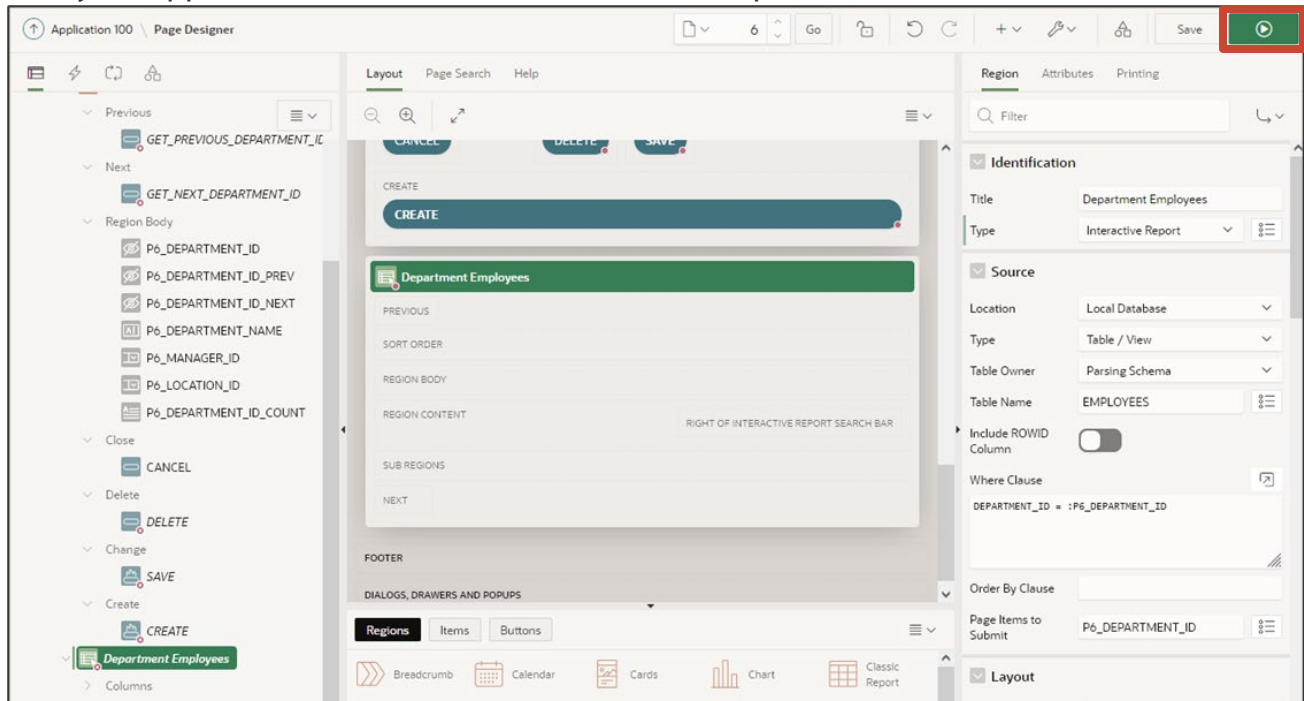 Application 100 \ Page Designer
6
Go
Save
Layout Page Search Help
Region Attributes Printing
Previous
GET_PREVIOUS_DEPARTMENT_IE
Next
GET_NEXT_DEPARTMENT_ID
Region Body
P6_DEPARTMENT_ID
P6_DEPARTMENT_ID_PREV
P6_DEPARTMENT_ID_NEXT
P6_DEPARTMENT_NAME
P6_MANAGER_ID
P6_LOCATION_ID
P6_DEPARTMENT_ID_COUNT
Close
CANCEL
Delete
DELETE
Change
SAVE
Create
CREATE
Department Employees
Columns
CANCEL DELETE SAVE
CREATE
CREATE
Department Employees
PREVIOUS
SORT ORDER
REGION BODY
REGION CONTENT
RIGHT OF INTERACTIVE REPORT SEARCH BAR
SUB REGIONS
NEXT
FOOTER
DIALOGS, DRAWERS AND POPUPS
Regions Items Buttons
Breadcrumb Calendar Cards Chart Classic
Report
Filter
Identification
Title Department Employees
Type Interactive Report
Source
Location Local Database
Type Table / View
Table Owner Parsing Schema
Table Name EMPLOYEES
Include ROWID
Column
Where Clause
DEPARTMENT_ID = :P6_DEPARTMENT_ID
Order By Clause
Page Items to
Submit P6_DEPARTMENT_ID
Layout